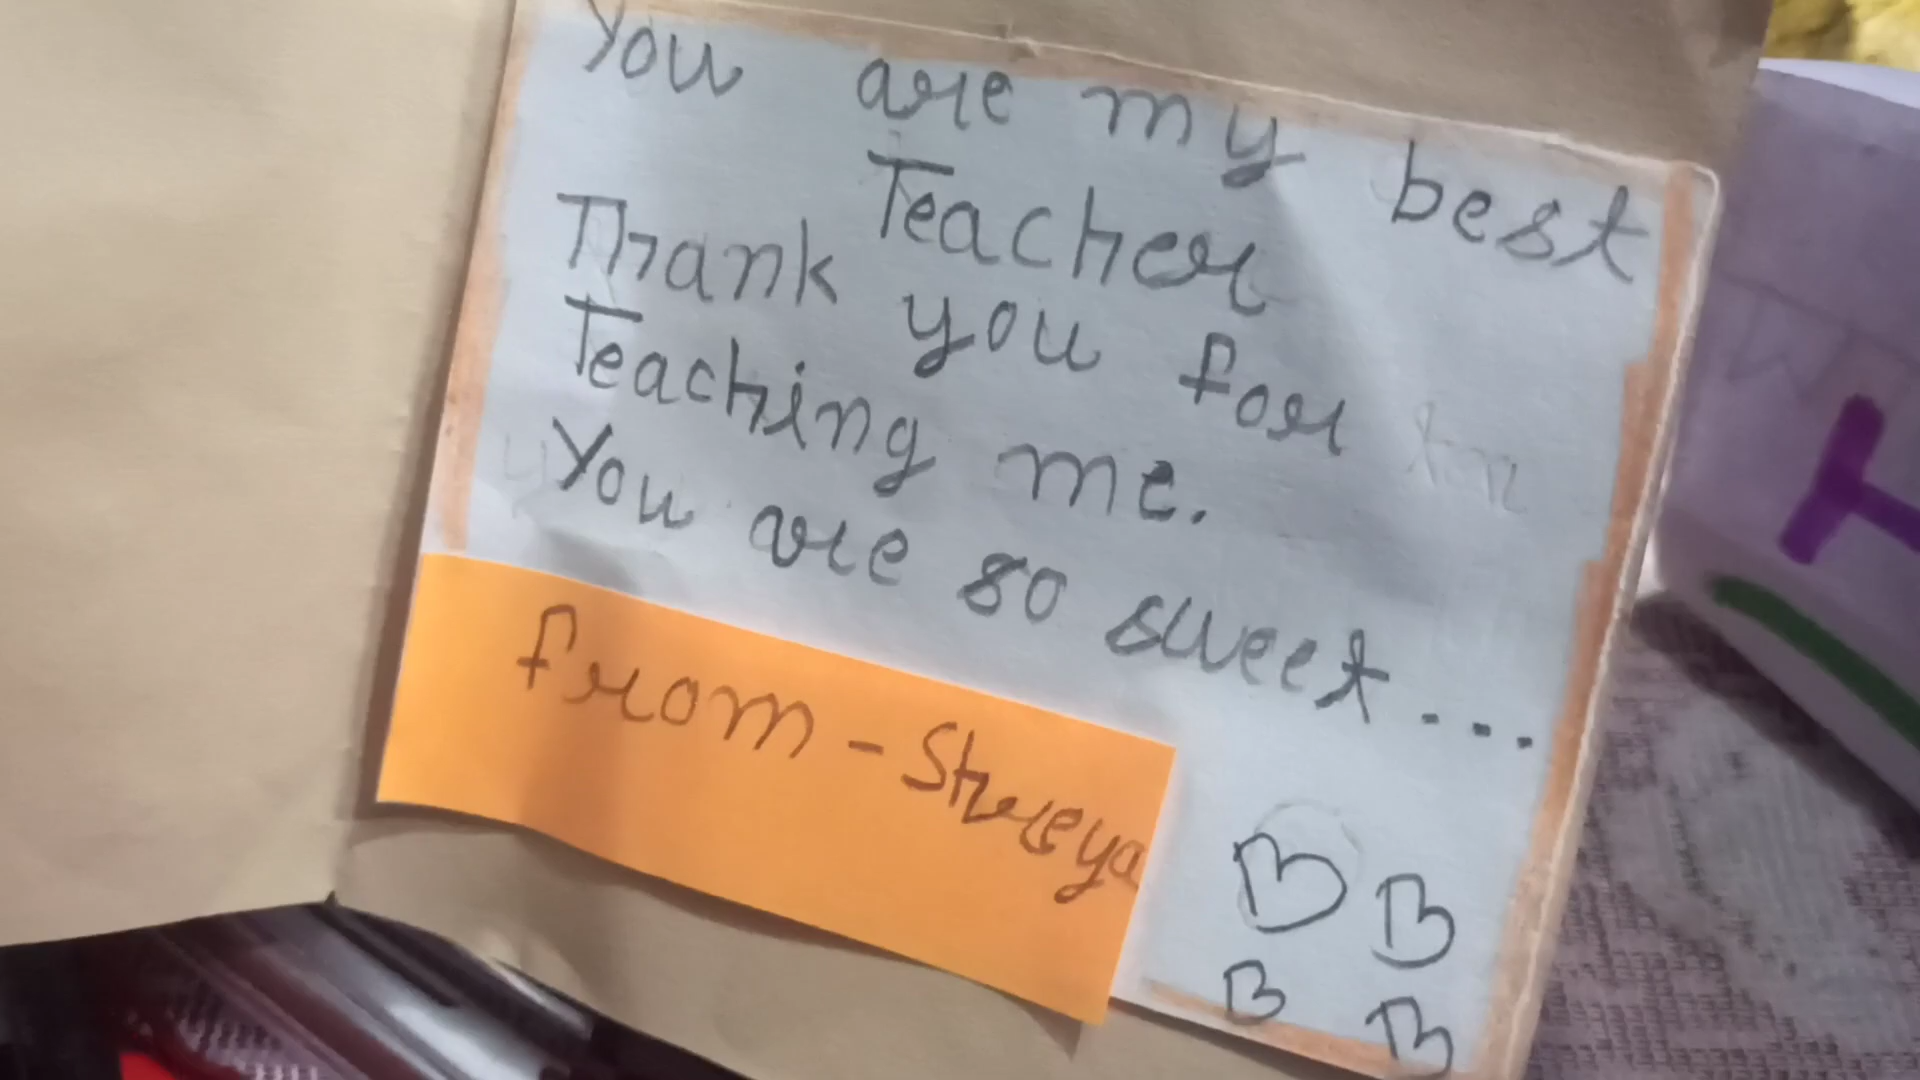 You are my best
Teacher
Thank you for
Teaching me.
You are so sweet...
from - Shreya